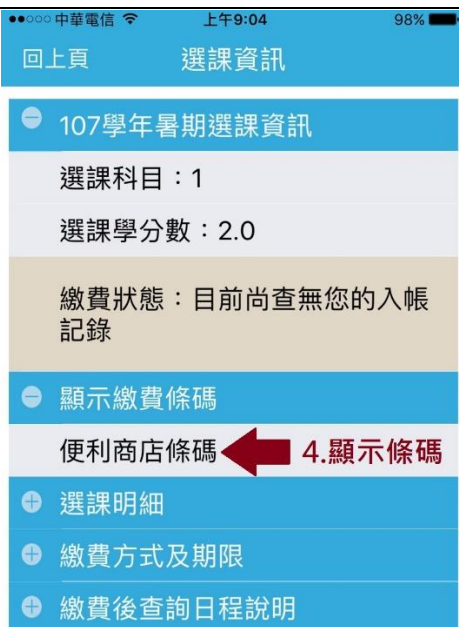 中華電信 上午9:04 98%
回上頁 選課資訊
107學年暑期選課資訊
選課科目：1
選課學分數：2.0
繳費狀態：目前尚查無您的入帳
記錄
顯示繳費條碼
便利商店條碼 4.顯示條碼
選課明細
繳費方式及期限
繳費後查詢日程說明